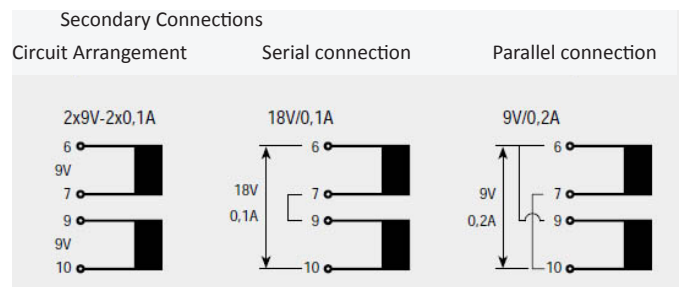 Secondary Connections
Circuit Arrangement Serial connection Parallel connection
2x9V-2x0,1A 18V/0,1A 9V/0,2A
6 6 6
9V
7 18V 7 9V 7
9 0,1A 9 0,2A 9
9V
10 10 10